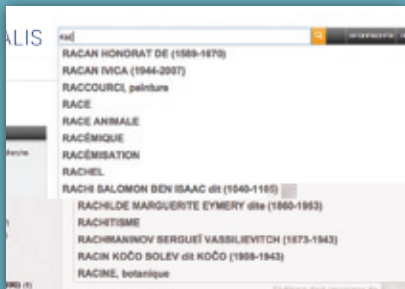 ALIS
rac
RACAN HONORAT DE (1589-1670)
RACAN IVICA (1944-2007)
RACCOURCI, peinture
RACE
RACE ANIMALE
RACÉMIQUE
RACÉMISATION
RACHEL
RACHI SALOMON BEN ISAAC dit (1040-1105)
RACHILDE MARGUERITE EYMERY dite (1860-1953)
RACHITISME
RACHMANINOV SERGUEÏ VASSILIEVITCH (1873-1943)
RACIN KOČO SOLEV dit KOČO (1908-1943)
RACINE, botanique